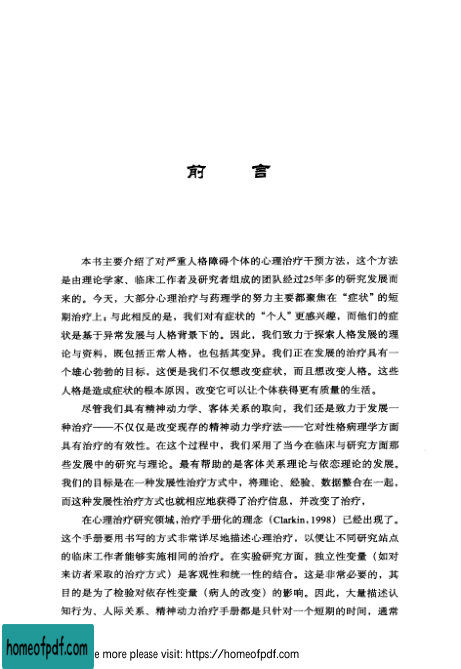 前　言
本书主要介绍了对严重人格障碍个体的心理治疗干预方法，这个方法
是由理论学家、临床工作者及研究者组成的团队经过25年多的研究发展而
来的。今天，大部分心理治疗与药理学的努力主要都聚焦在“症状”的短
期治疗上；与此相反的是，我们对有症状的“个人”更感兴趣，而他们的症
状是基于异常发展与人格背景下的。因此，我们致力于探索人格发展的理
论与资料，既包括正常人格，也包括其变异。我们正在发展的治疗具有一
个雄心勃勃的目标，这便是我们不仅想改变症状，而且想改变人格。这些
人格是造成症状的根本原因，改变它可以让个体获得更有质量的生活。
尽管我们具有精神动力学、客体关系的取向，我们还是致力于发展一
种治疗——不仅仅是改变现存的精神动力学疗法——它对性格病理学方面
具有治疗的有效性。在这个过程中，我们采用了当今在临床与研究方面那
些发展中的研究与理论。最有帮助的是客体关系理论与依恋理论的发展。
我们的目标是在一种发展性治疗方式中，将理论、经验、数据整合在一起，
而这种发展性治疗方式也就相应地获得了治疗信息，并改变了治疗，
在心理治疗研究领域，治疗手册化的理念（Clarkin，1998）已经出现了。
这个手册要用书写的方式非常详尽地描述心理治疗，以便让不同研究站点
的临床工作者能够实施相同的治疗。在实验研究方面，独立性变量（如对
来访者采取的治疗方式）是客观性和统一性的结合。这是非常必要的，其
目的是为了检验对依存性变量（病人的改变）的影响。因此，大量描述认
知行为、人际关系、精神动力治疗手册都是只针对一个短期的时间，通常
homeofpdf.com
e more please visit: https://homeofpdf.com